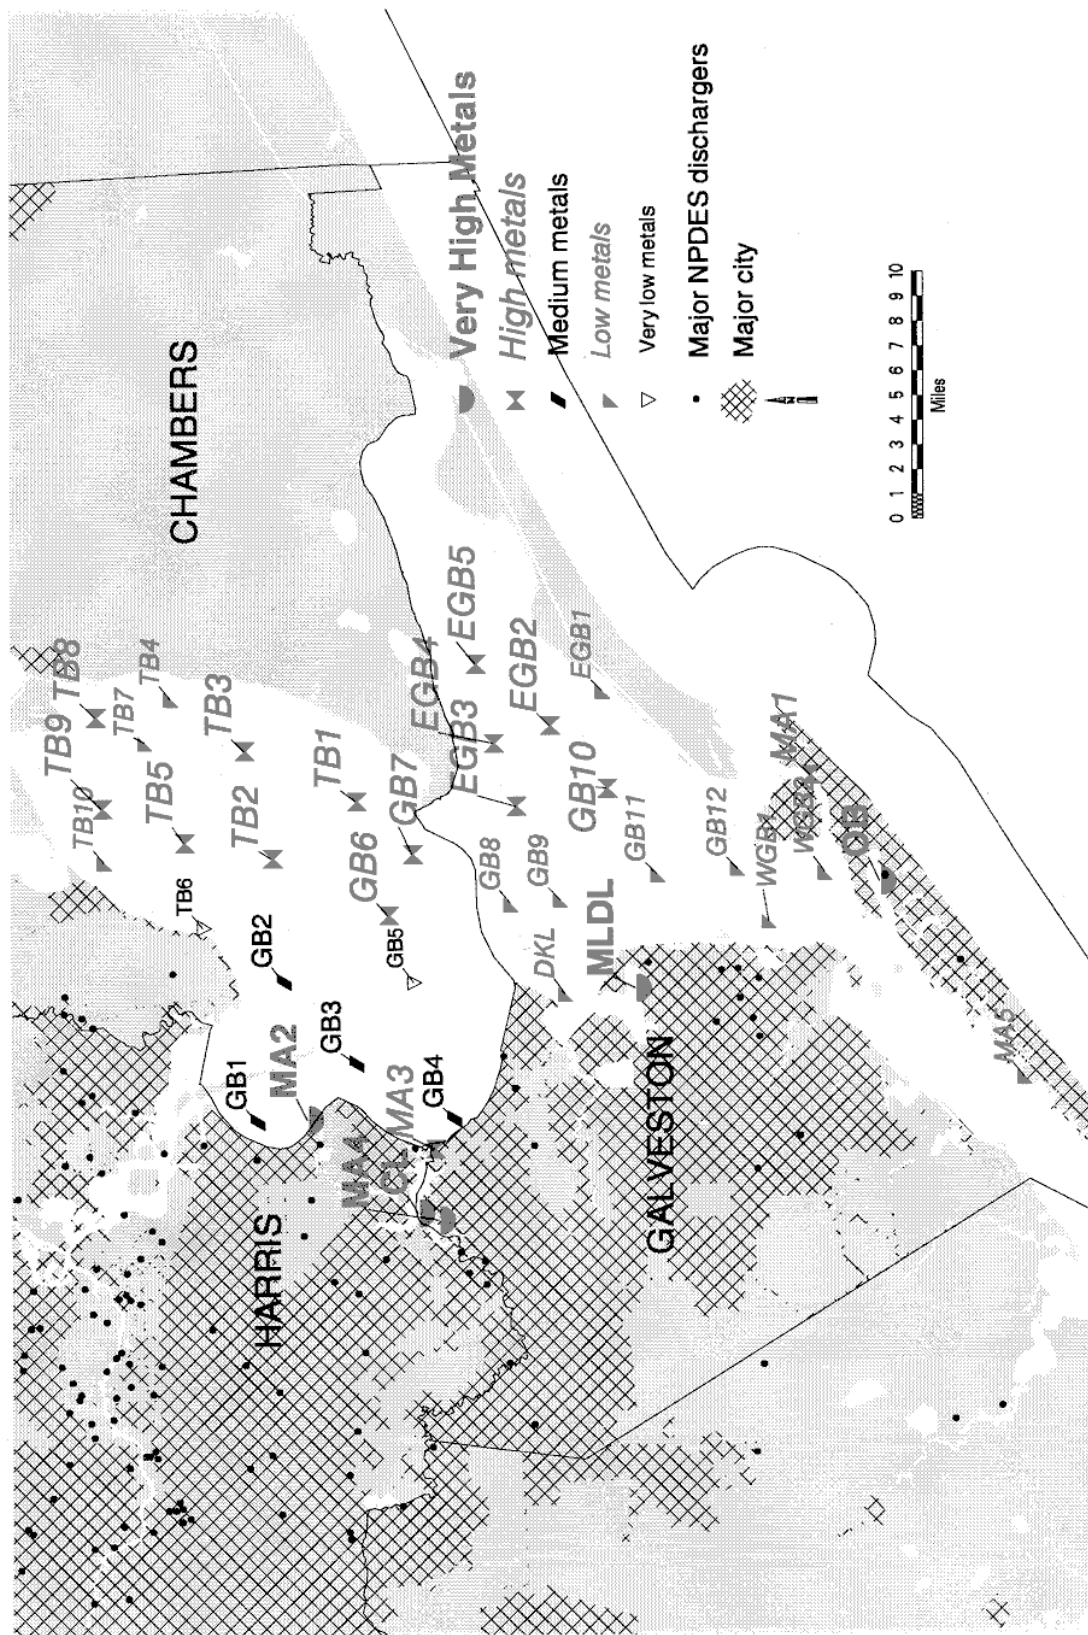 CHAMBERS
HARRIS
GALVESTON
TB9
TB8
TB10
TB7
TB4
TB5
TB3
TB6
TB2
TB1
GB2
GB1
MA2
GB3
GB6
GB5
GB7
MA3
GB4
MA4
CL
EGB4
EGB5
EGB3
EGB2
EGB1
GB8
GB9
GB10
DKL
MLDL
GB11
GB12
WGB1
MA1
OB
MA5
Very High Metals
High metals
Medium metals
Low metals
Very low metals
Major NPDES dischargers
Major city
N
0 1 2 3 4 5 6 7 8 9 10
Miles